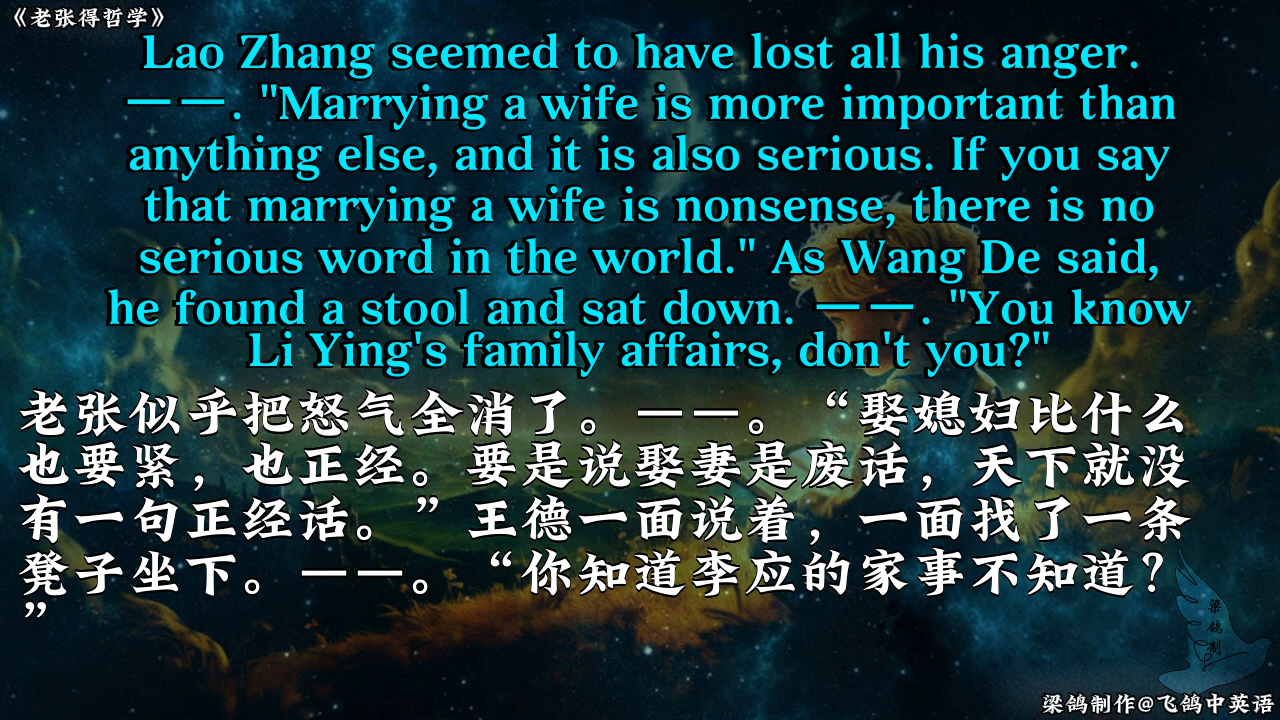 《老张得哲学》
Lao Zhang seemed to have lost all his anger.
——. "Marrying a wife is more important than
anything else, and it is also serious. If you say
that marrying a wife is nonsense, there is no
serious word in the world." As Wang De said,
he found a stool and sat down. ——. "You know
Li Ying's family affairs, don't you?"
老张似乎把怒气全消了。——。“娶媳妇比什么
也要紧，也正经。要是说娶妻是废话，天下就没
有一句正经话。”王德一面说着，一面找了一条
凳子坐下。——。“你知道李应的家事不知道？
”
梁
鸽
制
梁鸽制作@飞鸽中英语